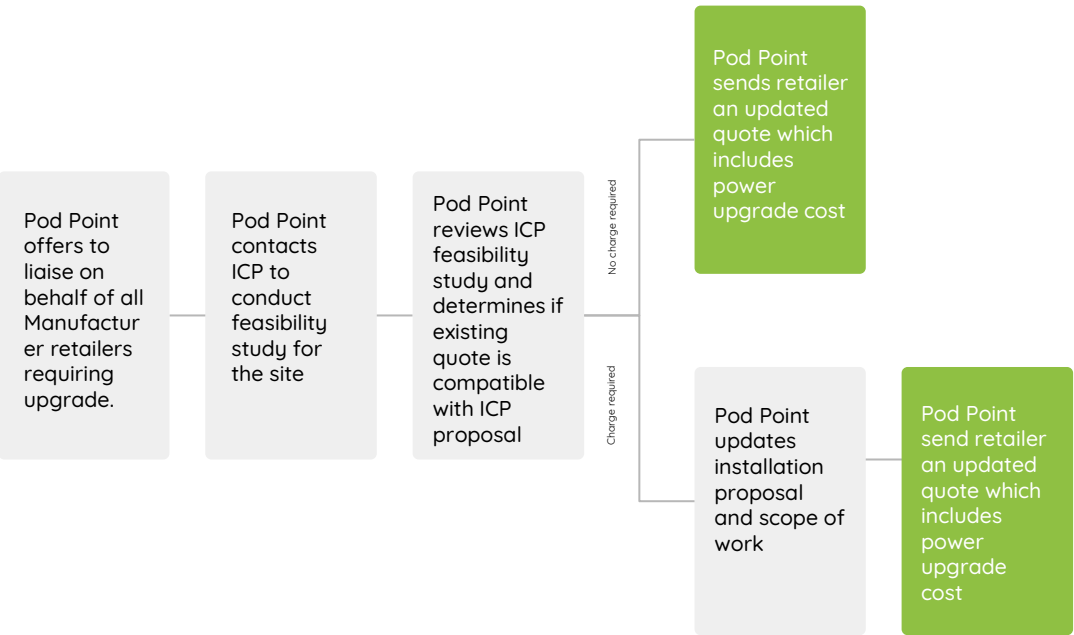 Pod Point
offers to
liaise on
behalf of all
Manufactur
er retailers
requiring
upgrade.
Pod Point
contacts
ICP to
conduct
feasibility
study for
the site
Pod Point
reviews ICP
feasibility
study and
determines if
existing
quote is
compatible
with ICP
proposal
No charge required
Pod Point
sends retailer
an updated
quote which
includes
power
upgrade cost
Charge required
Pod Point
updates
installation
proposal
and scope of
work
Pod Point
send retailer
an updated
quote which
includes
power
upgrade
cost